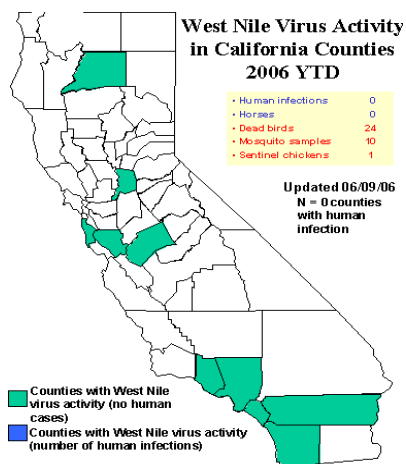 West Nile Virus Activity
in California Counties
2006 YTD
• Human infections 0
• Horses 0
• Dead birds 24
• Mosquito samples 10
• Sentinel chickens 1
Updated 06/09/06
N = 0 counties
with human
infection
Counties with West Nile
virus activity (no human
cases)
Counties with West Nile virus activity
(number of human infections)